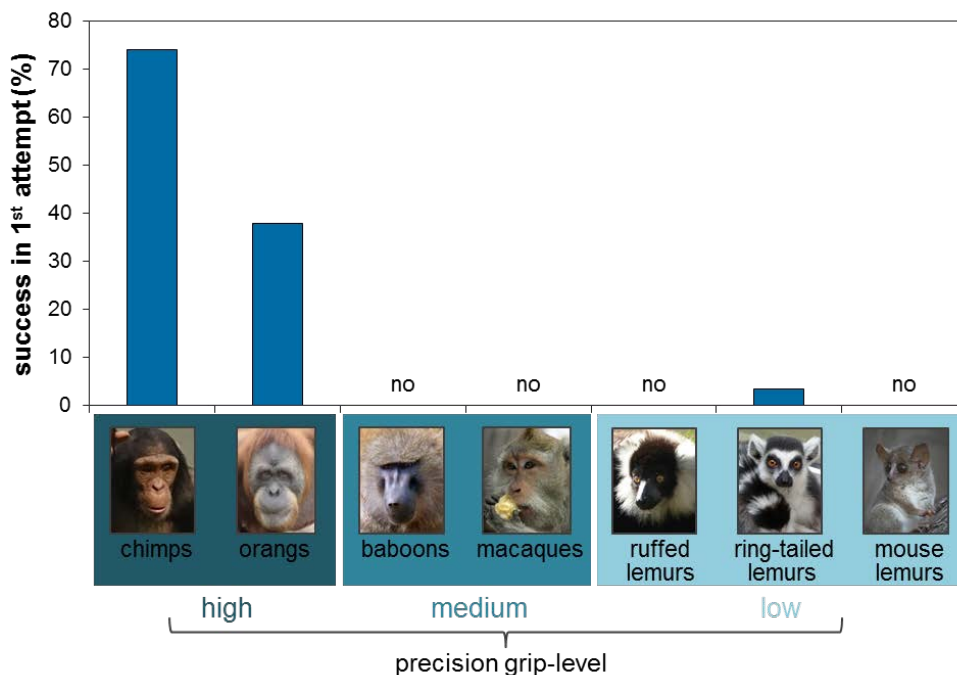 success in 1st attempt (%)
80
70
60
50
40
30
20
10
0
no
no
no
no
chimps
orangs
baboons
macaques
ruffed
lemurs
ring-tailed
lemurs
mouse
lemurs
high
medium
low
precision grip-level